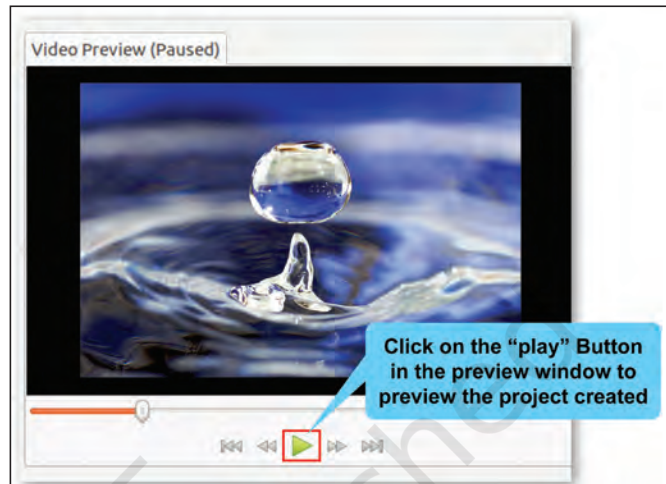 Video Preview (Paused)
Click on the “play” Button
in the preview window to
preview the project created